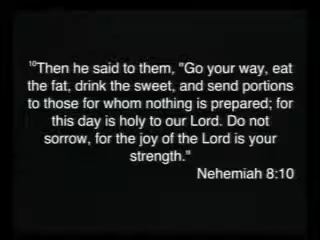 ¹⁰Then he said to them, "Go your way, eat
the fat, drink the sweet, and send portions
to those for whom nothing is prepared; for
this day is holy to our Lord. Do not
sorrow, for the joy of the Lord is your
strength."
Nehemiah 8:10